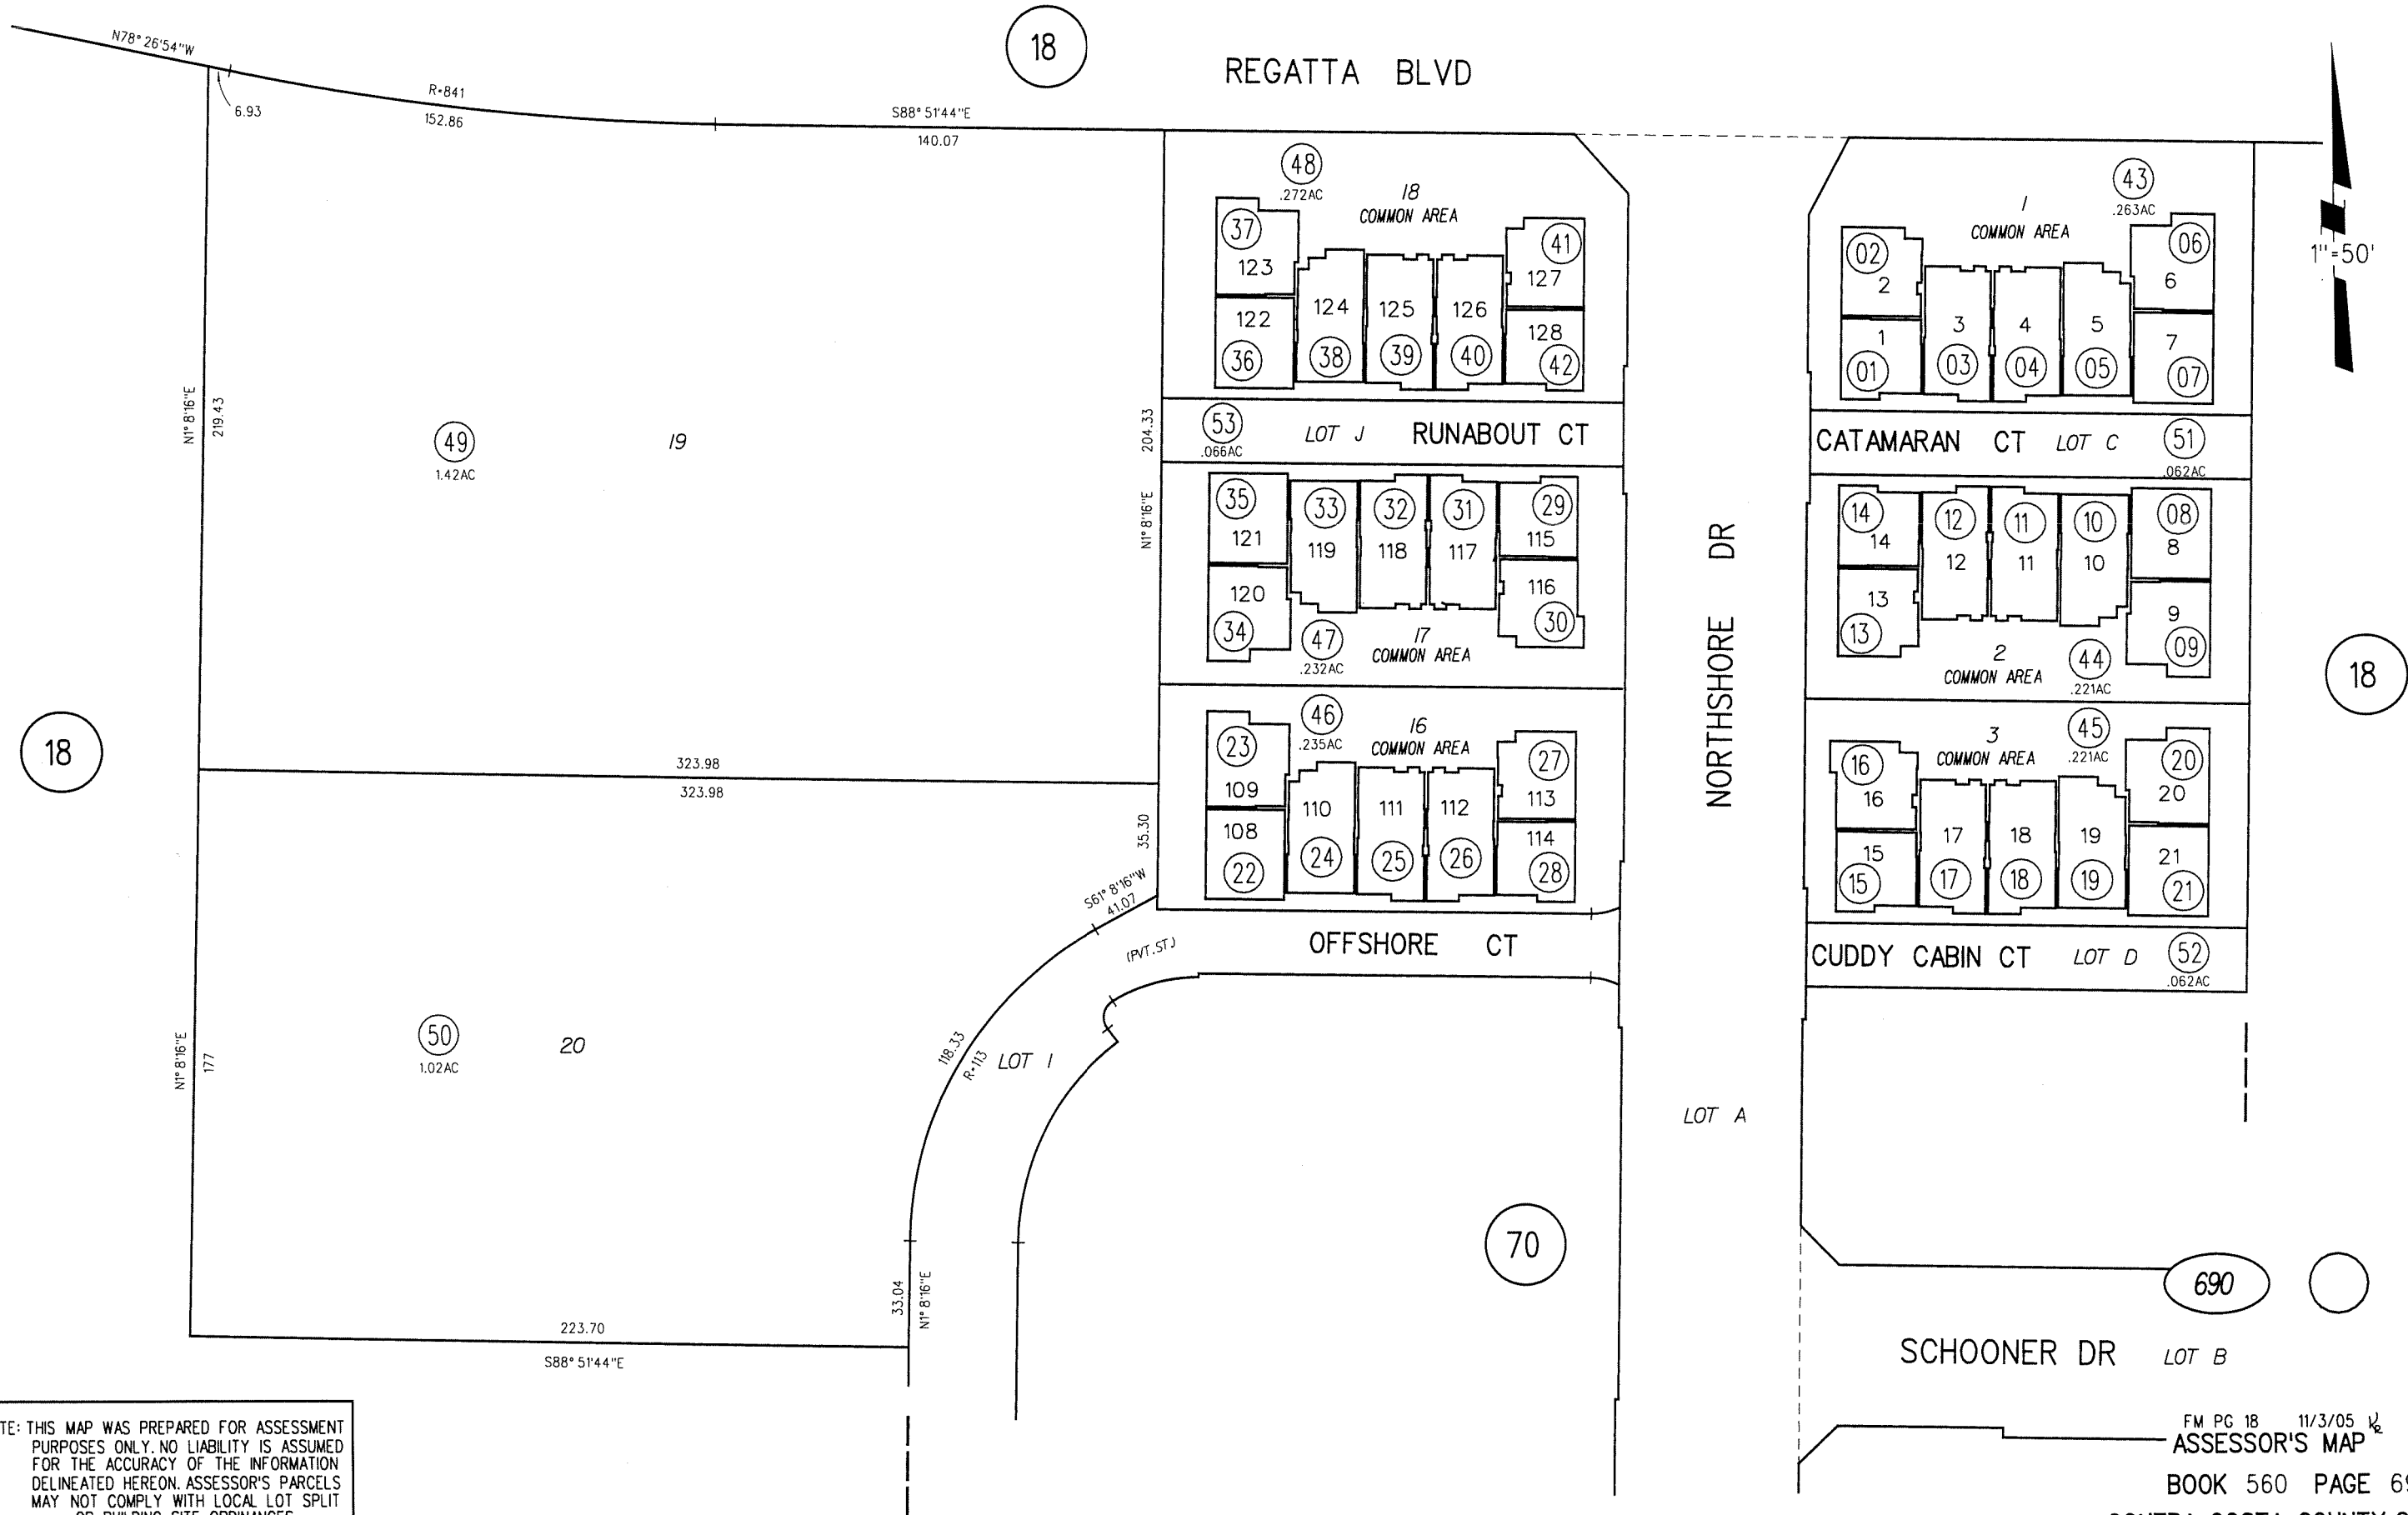 N78°26'54"W
6.93
R=841
152.86
S88°51'44"E
140.07
18
REGATTA BLVD
1"=50'
48
.272AC
18
COMMON AREA
37
123
122
36
124
38
125
39
126
40
41
127
128
42
1
COMMON AREA
43
.263AC
02
2
1
01
3
03
4
04
5
05
06
6
7
07
N1°8'16"E
219.43
49
1.42AC
19
204.33
N1°8'16"E
53
.066AC
LOT J
RUNABOUT CT
CATAMARAN CT
LOT C
51
.062AC
35
121
120
34
33
119
32
118
31
117
29
115
116
30
47
.232AC
17
COMMON AREA
NORTHSHORE DR
14
14
13
13
12
12
11
11
10
10
08
8
9
09
2
COMMON AREA
44
.221AC
18
18
323.98
323.98
46
.235AC
16
COMMON AREA
23
109
108
22
110
24
111
25
112
26
27
113
114
28
3
COMMON AREA
45
.221AC
16
16
15
15
17
17
18
18
19
19
20
20
21
21
35.30
S61°8'16"W
41.07
(PVT.ST.)
OFFSHORE CT
CUDDY CABIN CT
LOT D
52
.062AC
N1°8'16"E
177
50
1.02AC
20
118.33
R=113
LOT I
LOT A
70
33.04
N1°8'16"E
223.70
S88°51'44"E
690
SCHOONER DR
LOT B
TE: THIS MAP WAS PREPARED FOR ASSESSMENT
PURPOSES ONLY. NO LIABILITY IS ASSUMED
FOR THE ACCURACY OF THE INFORMATION
DELINEATED HEREON. ASSESSOR'S PARCELS
MAY NOT COMPLY WITH LOCAL LOT SPLIT
OR BUILDING SITE ORDINANCES
FM PG 18 11/3/05
ASSESSOR'S MAP
BOOK 560 PAGE 69
CONTRA COSTA COUNTY